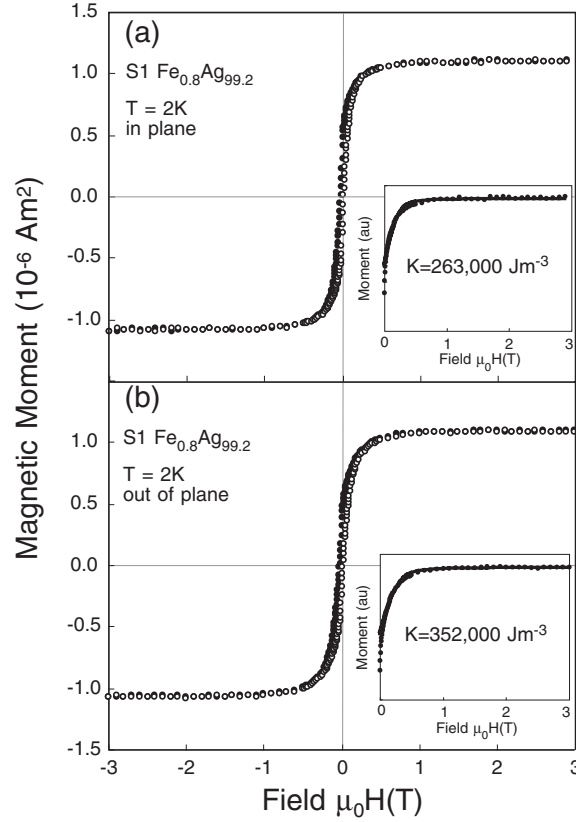 Magnetic Moment (10⁻⁶ Am²)
1.5
1.0
0.5
0.0
-0.5
-1.0
(a)
S1 Fe₀.₈Ag₉₉.₂
T = 2K
in plane
Moment (au)
K=263,000 Jm⁻³
0 1 2 3
Field μ₀H(T)
(b)
1.0
0.5
0.0
-0.5
-1.0
-1.5
S1 Fe₀.₈Ag₉₉.₂
T = 2K
out of plane
Moment (au)
K=352,000 Jm⁻³
0 1 2 3
Field μ₀H(T)
-3 -2 -1 0 1 2 3
Field μ₀H(T)